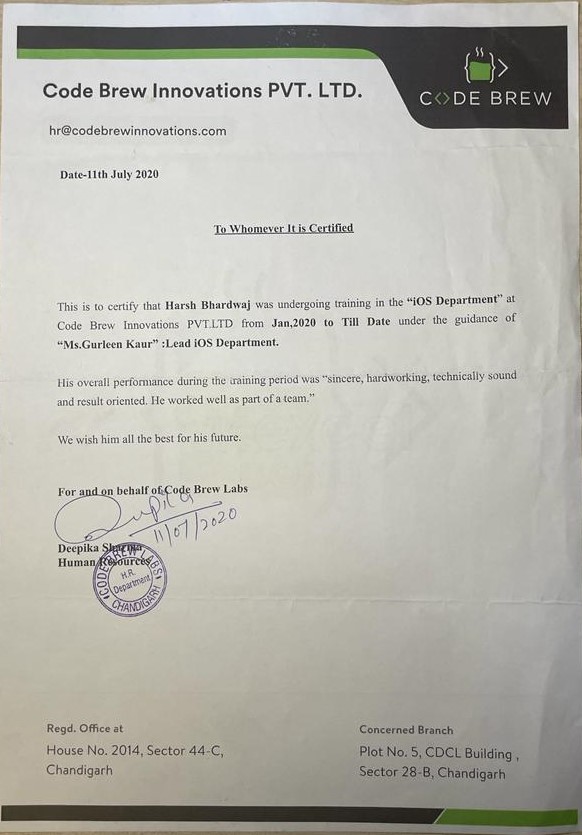 Code Brew Innovations PVT. LTD.
C<>DE BREW
hr@codebrewinnovations.com
Date-11th July 2020
To Whomever It is Certified
This is to certify that Harsh Bhardwaj was undergoing training in the “iOS Department” at
Code Brew Innovations PVT.LTD from Jan,2020 to Till Date under the guidance of
“Ms.Gurleen Kaur” :Lead iOS Department.
His overall performance during the training period was “sincere, hardworking, technically sound
and result oriented. He worked well as part of a team.”
We wish him all the best for his future.
For and on behalf of Code Brew Labs
11/07/2020
Deepika Sharma
Human Resources
CODE BREW LABS
H.R.
Department
CHANDIGARH
Regd. Office at
House No. 2014, Sector 44-C,
Chandigarh
Concerned Branch
Plot No. 5, CDCL Building ,
Sector 28-B, Chandigarh